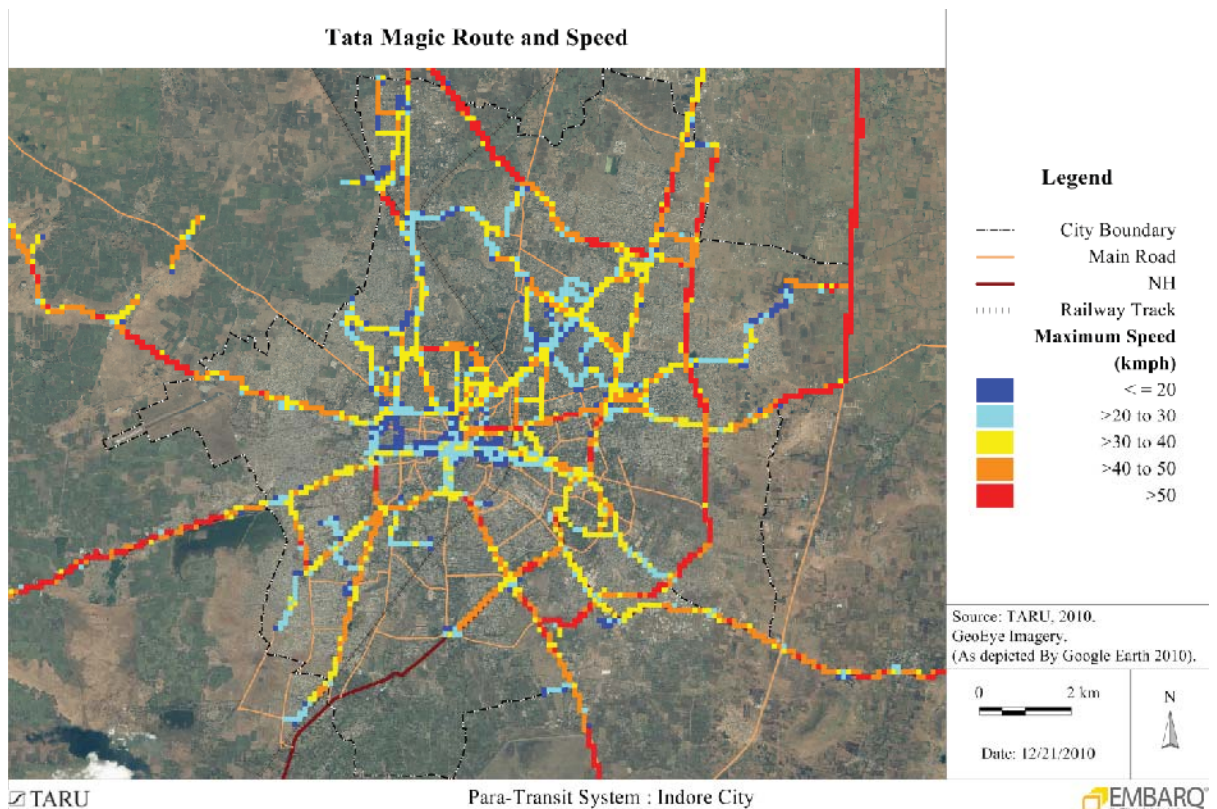 Tata Magic Route and Speed
Legend
City Boundary
Main Road
NH
Railway Track
Maximum Speed
(kmph)
< = 20
>20 to 30
>30 to 40
>40 to 50
>50
Source: TARU, 2010.
GeoEye Imagery.
(As depicted By Google Earth 2010).
0 2 km
N
Date: 12/21/2010
TARU
Para-Transit System : Indore City
EMBARQ